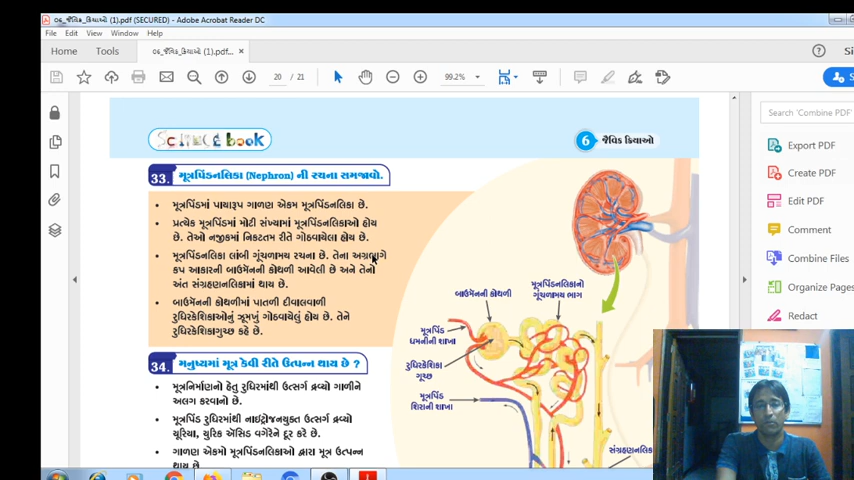 06_જૈવિક_ક્રિયાઓ (1).pdf (SECURED) - Adobe Acrobat Reader DC
File Edit View Window Help
Home Tools 06_જૈવિક_ક્રિયાઓ (1).pdf... ×
20 / 21 99.2%
Search 'Combine PDF'
Export PDF
Create PDF
Edit PDF
Comment
Combine Files
Organize Pages
Redact
SCIENCE book
6 જૈવિક ક્રિયાઓ
33. મૂત્રપિંડનલિકા (Nephron) ની રચના સમજાવો.
• મૂત્રપિંડમાં પાયારૂપ ગાળણ એકમ મૂત્રપિંડનલિકા છે.
• પ્રત્યેક મૂત્રપિંડમાં મોટી સંખ્યામાં મૂત્રપિંડનલિકાઓ હોય
છે. તેઓ નજીકમાં નિકટતમ રીતે ગોઠવાયેલા હોય છે.
• મૂત્રપિંડનલિકા લાંબી ગૂંચળામય રચના છે. તેના અગ્રભાગે
કપ આકારની બાઉમૅનની કોથળી આવેલી છે અને તેનો
અંત સંગ્રહણનલિકામાં થાય છે.
• બાઉમૅનની કોથળીમાં પાતળી દીવાલવાળી
રુધિરકેશિકાઓનું ઝૂમખું ગોઠવાયેલું હોય છે. તેને
રુધિરકેશિકાગુચ્છ કહે છે.
34. મનુષ્યમાં મૂત્ર કેવી રીતે ઉત્પન્ન થાય છે ?
• મૂત્રનિર્માણનો હેતુ રુધિરમાંથી ઉત્સર્ગ દ્રવ્યો ગાળીને
અલગ કરવાનો છે.
• મૂત્રપિંડ રુધિરમાંથી નાઇટ્રોજનયુક્ત ઉત્સર્ગ દ્રવ્યો
યૂરિયા, યુરિક ઍસિડ વગેરેને દૂર કરે છે.
• ગાળણ એકમો મૂત્રપિંડનલિકાઓ દ્વારા મૂત્ર ઉત્પન્ન
થાય છે
મૂત્રપિંડનલિકાનો
ગૂંચળામય ભાગ
બાઉમૅનની કોથળી
મૂત્રપિંડ
ધમનીની શાખા
રુધિરકેશિકા
ગુચ્છ
મૂત્રપિંડ
શિરાની શાખા
સંગ્રહણનલિ